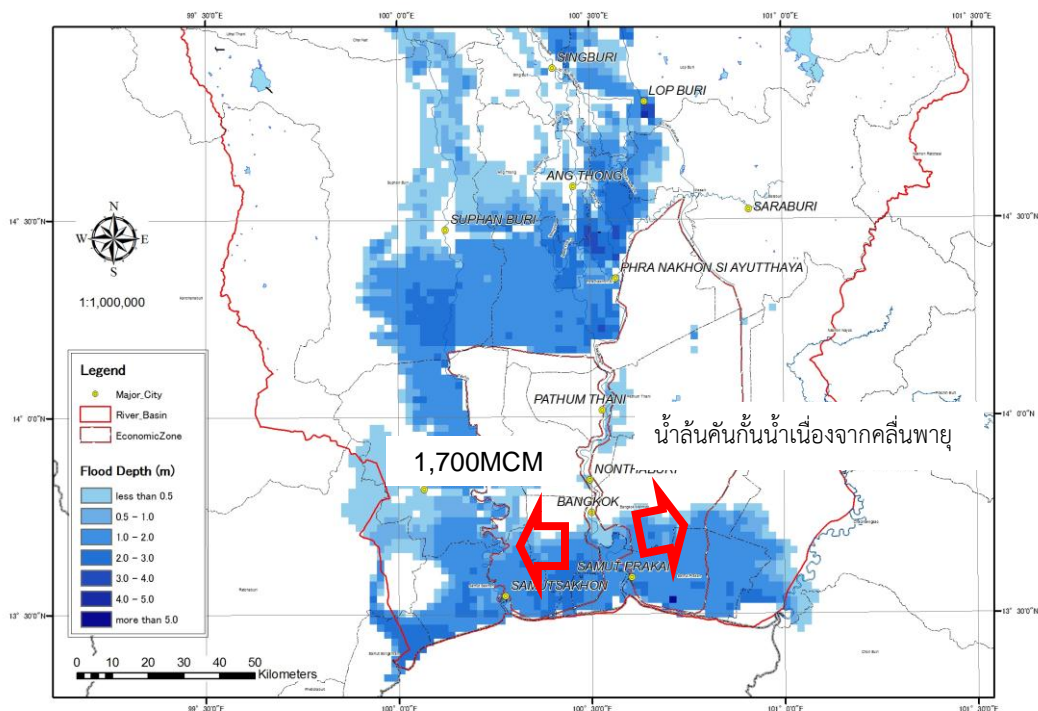 99° 30'0"E
100° 0'0"E
100° 30'0"E
101° 0'0"E
101° 30'0"E
SINGBURI
LOP BURI
ANG THONG
SARABURI
SUPHAN BURI
14° 30'0"N
14° 30'0"N
N
W E
S
PHRA NAKHON SI AYUTTHAYA
1:1,000,000
Legend
Major_City
River_Basin
EconomicZone
Flood Depth (m)
less than 0.5
0.5 – 1.0
1.0 – 2.0
2.0 – 3.0
3.0 – 4.0
4.0 – 5.0
more than 5.0
PATHUM THANI
14° 0'0"N
14° 0'0"N
น้ำล้นคันกั้นน้ำเนื่องจากคลื่นพายุ
1,700MCM
NONTHABURI
BANGKOK
SAMUT PRAKAN
SAMUTSAKHON
13° 30'0"N
13° 30'0"N
0 10 20 30 40 50
Kilometers
99° 30'0"E
100° 0'0"E
100° 30'0"E
101° 0'0"E
101° 30'0"E